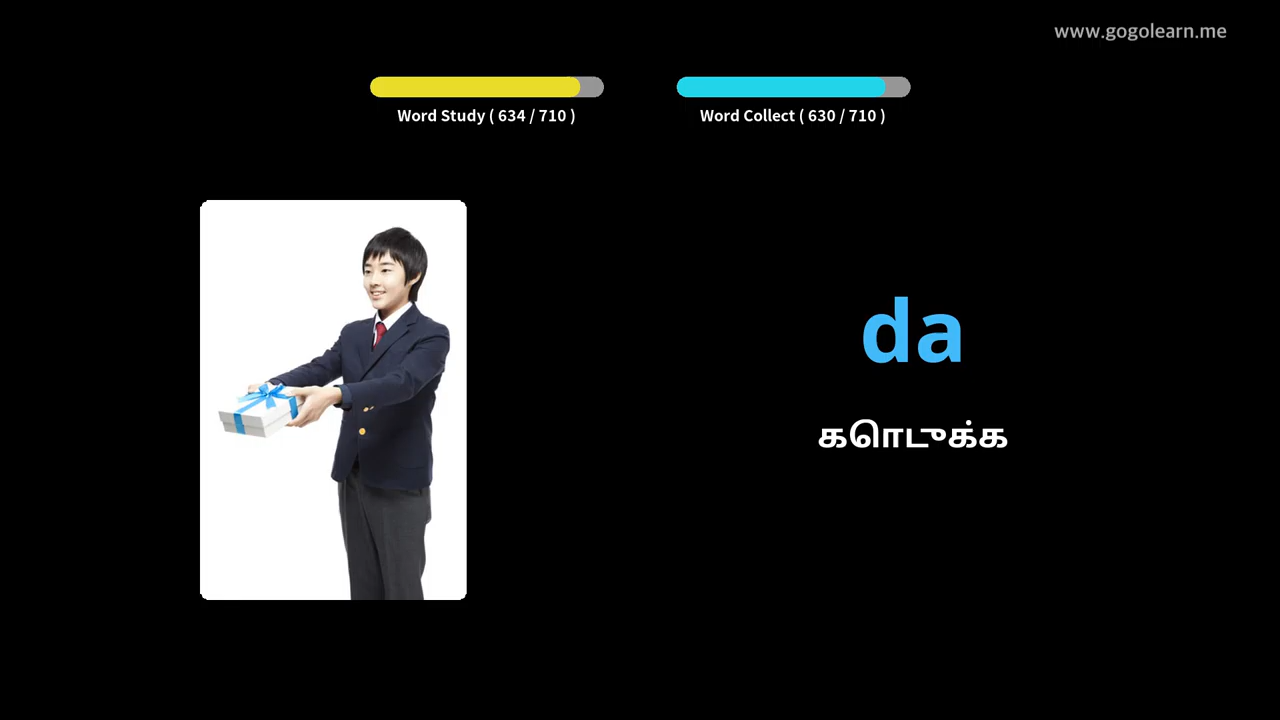 www.gogolearn.me
Word Study ( 634 / 710 )
Word Collect ( 630 / 710 )
da
கொடுக்க